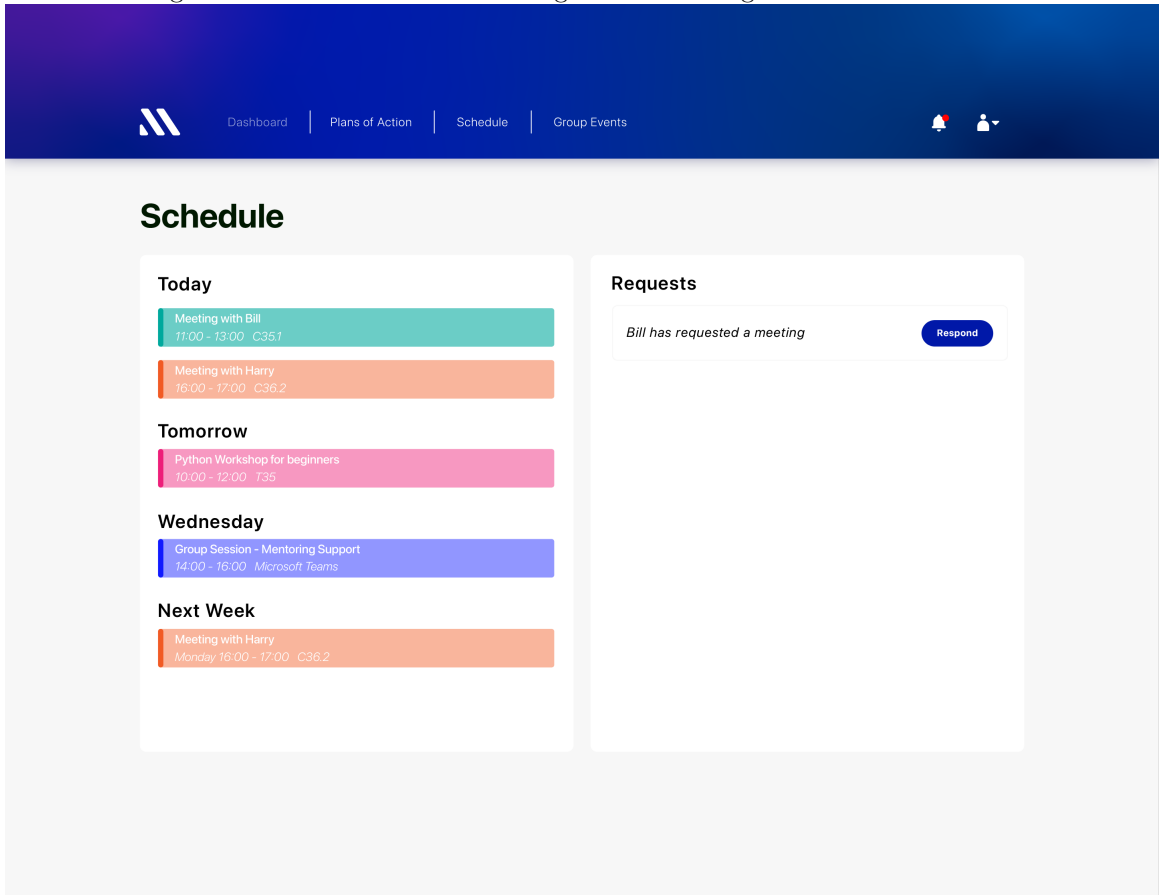 Dashboard
Plans of Action
Schedule
Group Events
Schedule
Today
Meeting with Bill
11:00 - 13:00 C35.1
Meeting with Harry
16:00 - 17:00 C36.2
Tomorrow
Python Workshop for beginners
10:00 - 12:00 T35
Wednesday
Group Session - Mentoring Support
14:00 - 16:00 Microsoft Teams
Next Week
Meeting with Harry
Monday 16:00 - 17:00 C36.2
Requests
Bill has requested a meeting
Respond